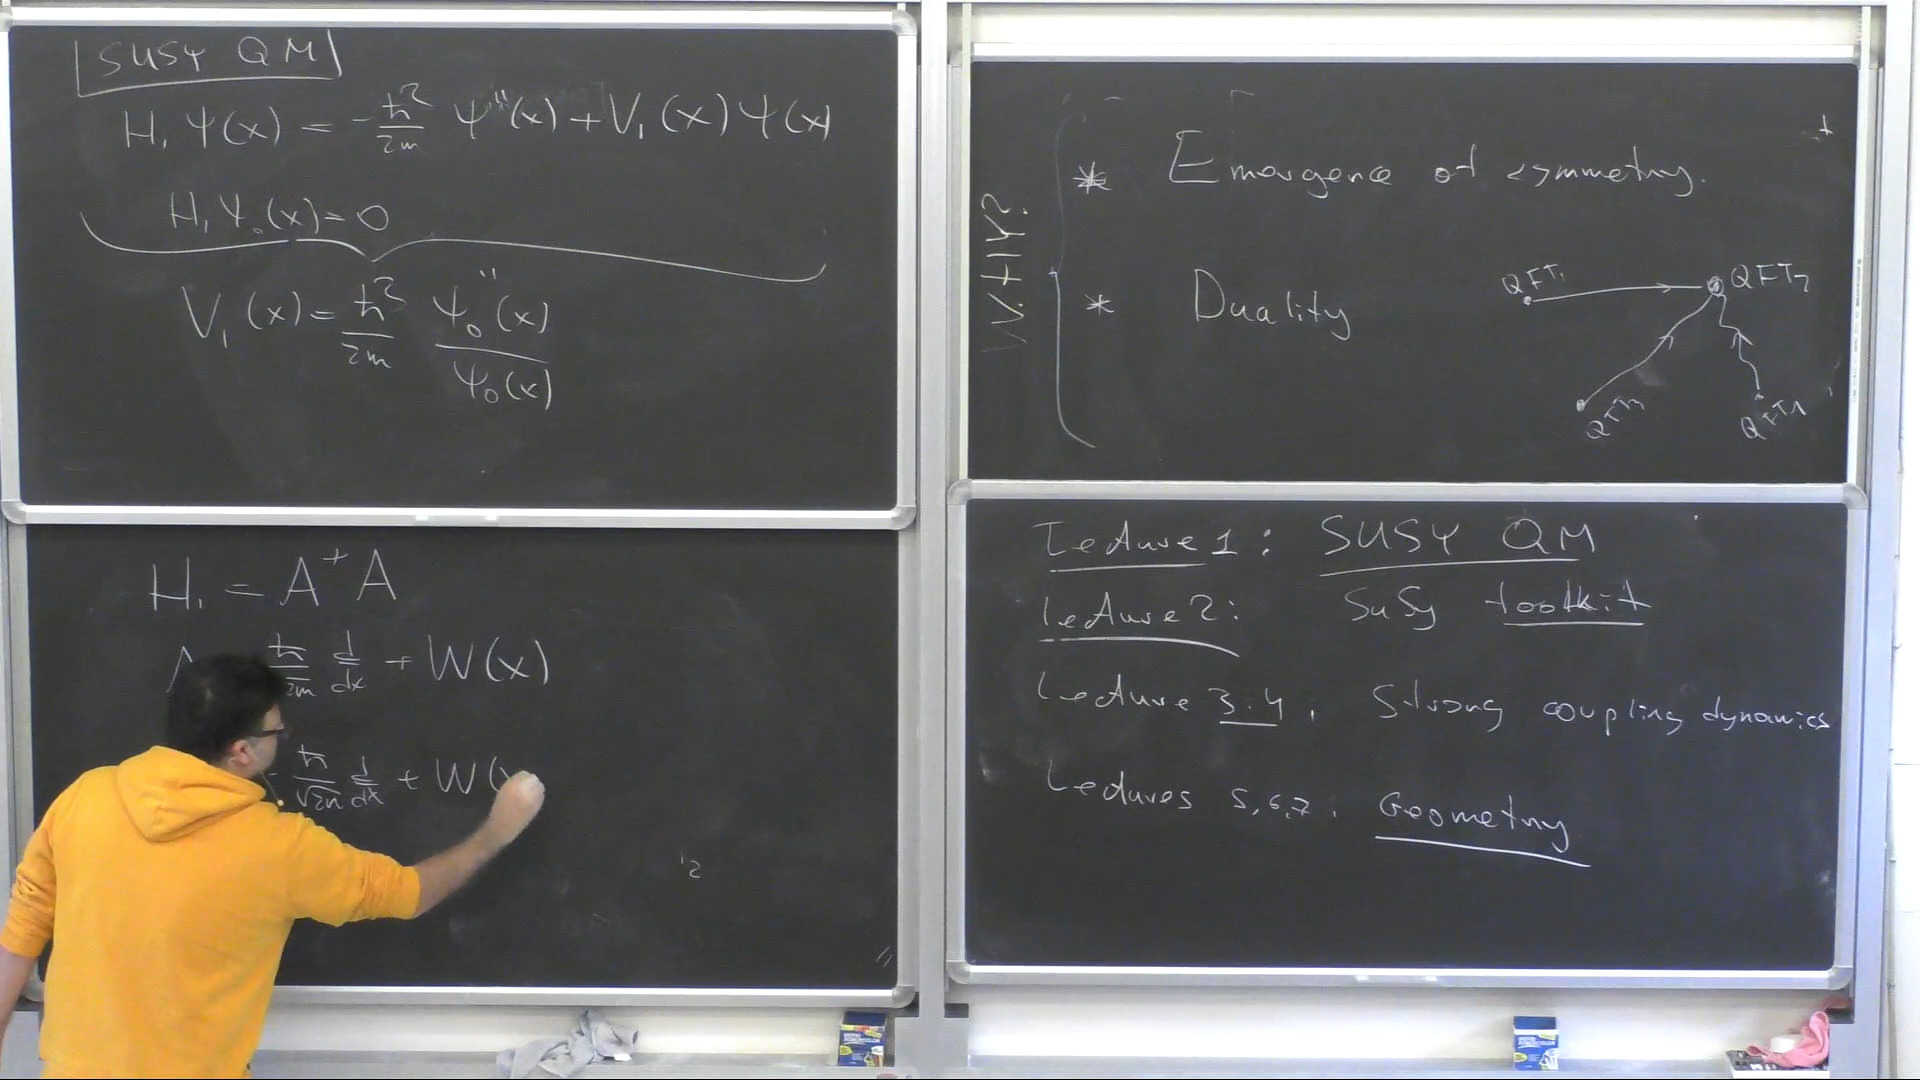 SUSY QM
H₁ Ψ(x) = -ħ²/2m Ψ''(x) + V₁(x) Ψ(x)
H₁ Ψ₀(x) = 0
V₁(x) = ħ²/2m Ψ₀''(x)/Ψ₀(x)
H₁ = A⁺A
ħ/2m d/dx + W(x)
- ħ/√2m d/dx + W(x
WHY?
* Emergence of symmetry.
* Duality
QFT₁
QFT₂
Lecture 1: SUSY QM
Lecture 2: SuSy toolkit
Lecture 3.4, Strong coupling dynamics
Lectures 5,6,7. Geometry